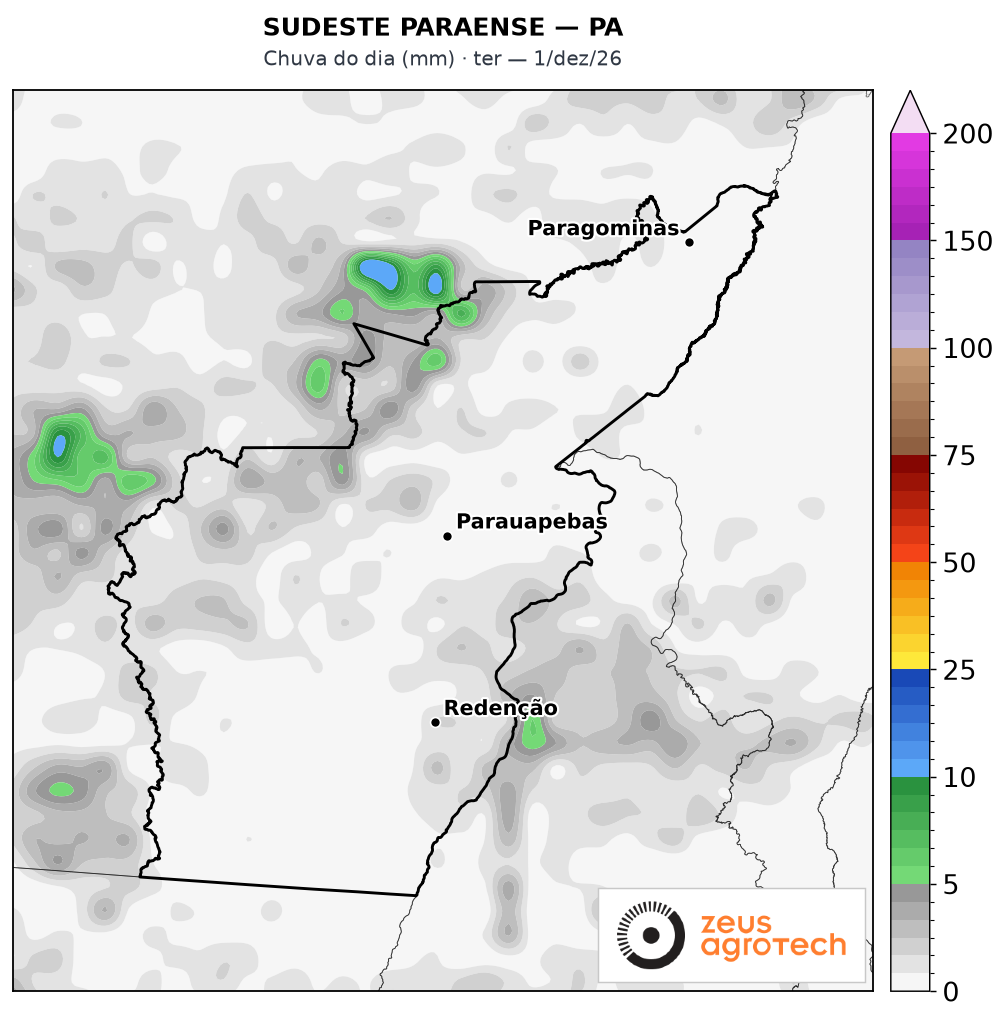 SUDESTE PARAENSE — PA
Chuva do dia (mm) · ter — 1/dez/26
200
150
100
75
50
25
10
5
0
Paragominas
Parauapebas
Redenção
zeus
agrotech